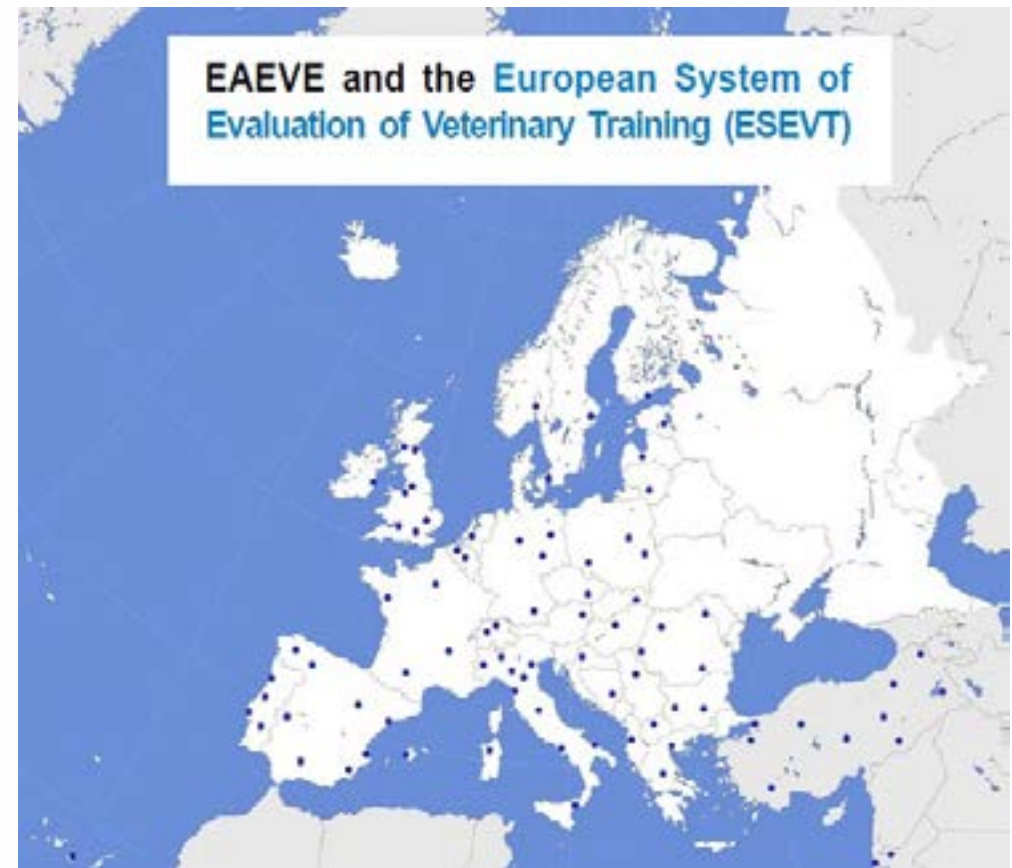 EAEVE and the European System of
Evaluation of Veterinary Training (ESEVT)